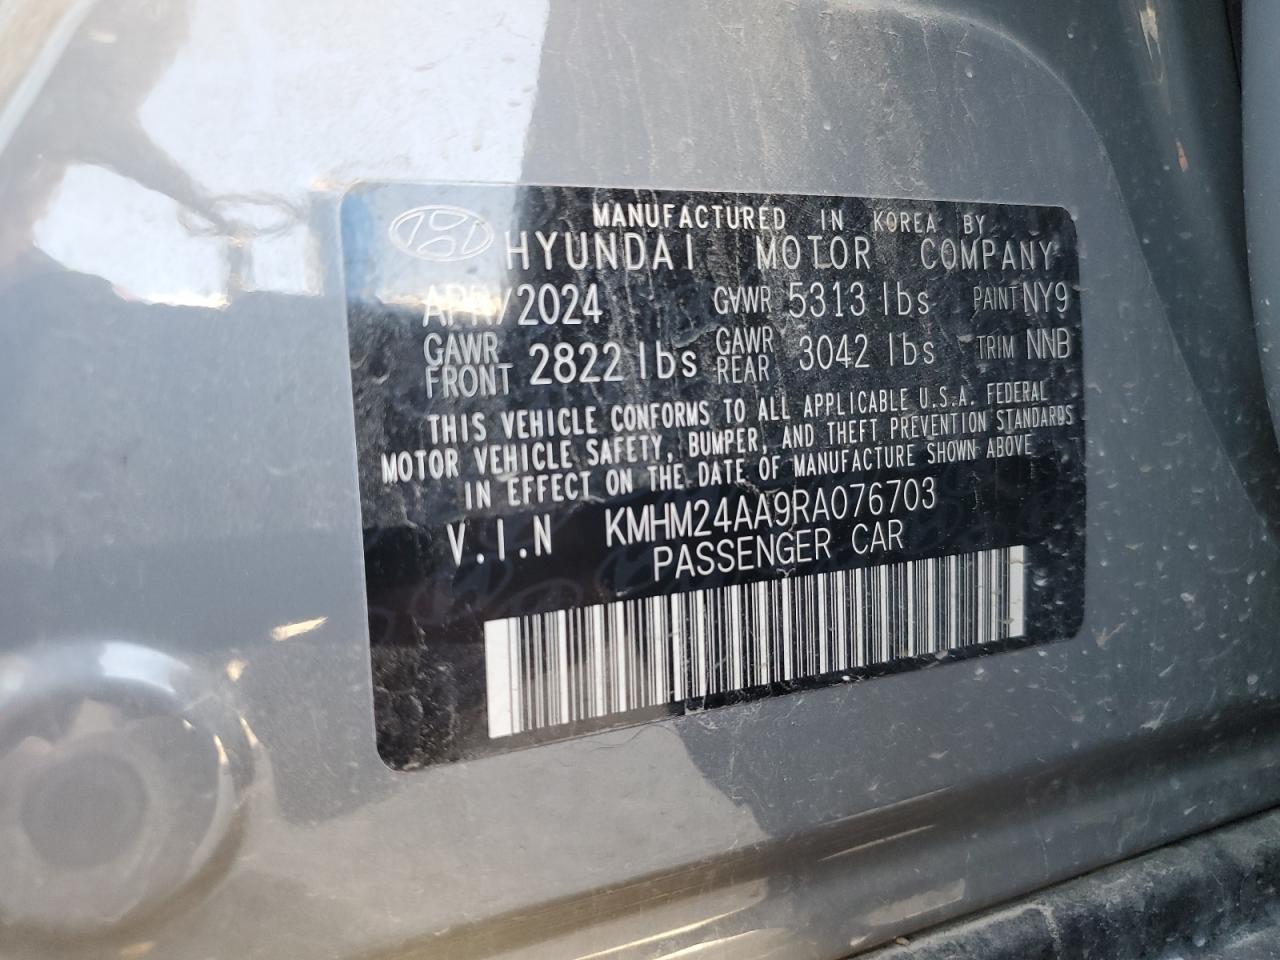 MANUFACTURED IN KOREA BY
HYUNDAI MOTOR COMPANY
APR/2024 GVWR 5313 lbs PAINT NY9
GAWR FRONT 2822 lbs GAWR REAR 3042 lbs TRIM NNB
THIS VEHICLE CONFORMS TO ALL APPLICABLE U.S.A. FEDERAL
MOTOR VEHICLE SAFETY, BUMPER, AND THEFT PREVENTION STANDARDS
IN EFFECT ON THE DATE OF MANUFACTURE SHOWN ABOVE
V.I.N KMHM24AA9RA076703
PASSENGER CAR